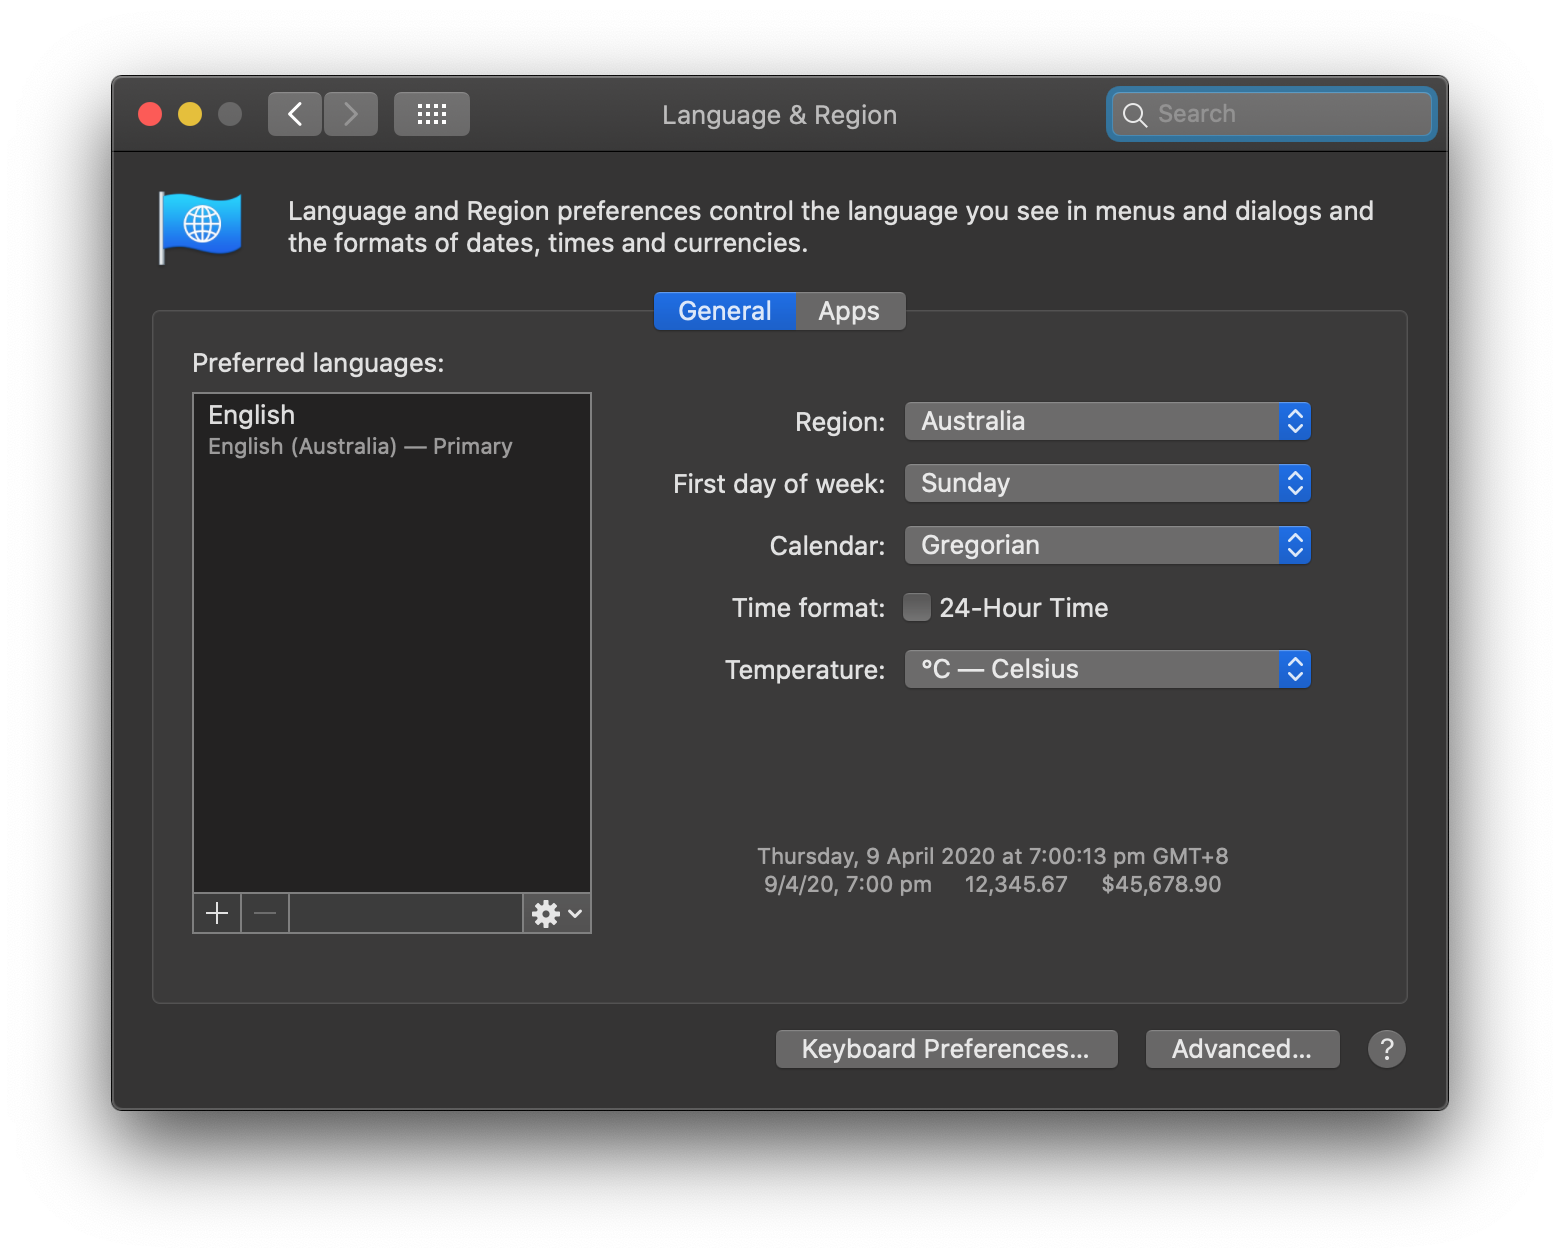 Language & Region
Search
Language and Region preferences control the language you see in menus and dialogs and
the formats of dates, times and currencies.
General
Apps
Preferred languages:
English
English (Australia) — Primary
Region: Australia
First day of week: Sunday
Calendar: Gregorian
Time format: 24-Hour Time
Temperature: °C — Celsius
Thursday, 9 April 2020 at 7:00:13 pm GMT+8
9/4/20, 7:00 pm 12,345.67 $45,678.90
Keyboard Preferences...
Advanced...
?